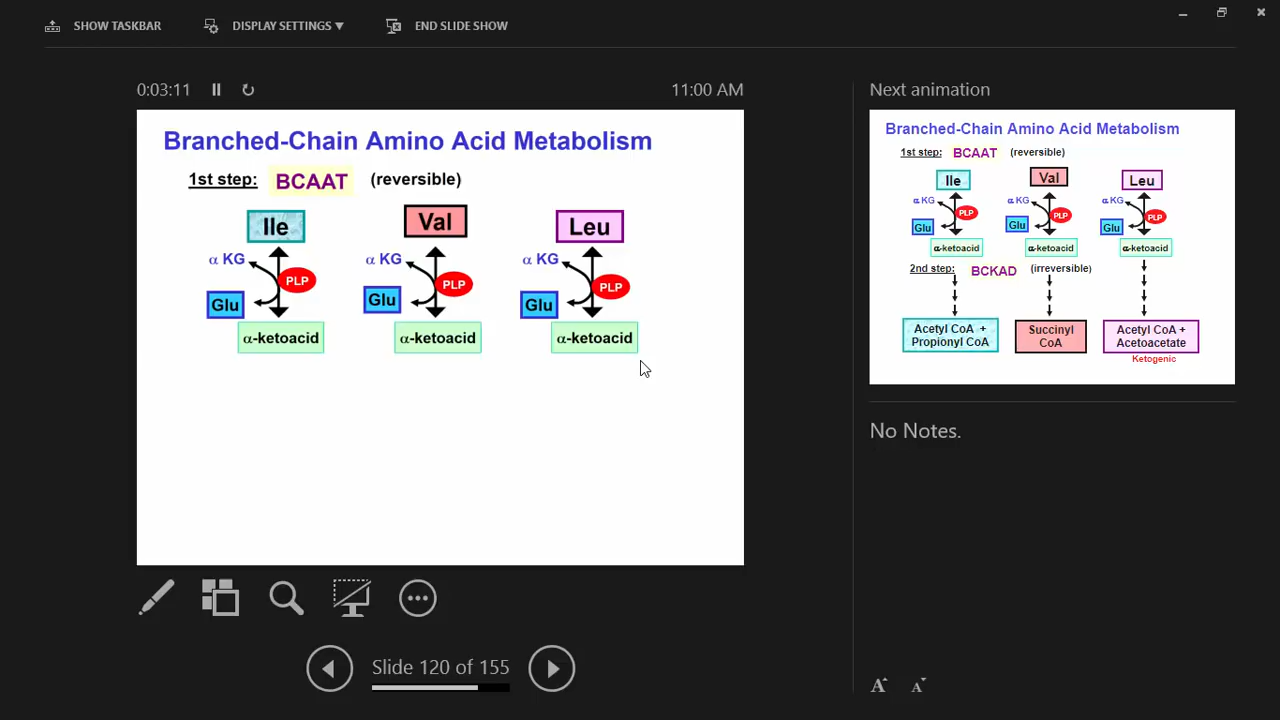 SHOW TASKBAR DISPLAY SETTINGS ▼ END SLIDE SHOW
0:03:11 11:00 AM
Branched-Chain Amino Acid Metabolism
1st step: BCAAT (reversible)
Ile Val Leu
α KG PLP α KG PLP α KG PLP
Glu Glu Glu
α-ketoacid α-ketoacid α-ketoacid
Slide 120 of 155
Next animation
Branched-Chain Amino Acid Metabolism
1st step: BCAAT (reversible)
Ile Val Leu
α KG PLP α KG PLP α KG PLP
Glu Glu Glu
α-ketoacid α-ketoacid α-ketoacid
2nd step: BCKAD (irreversible)
Acetyl CoA + Succinyl Acetyl CoA +
Propionyl CoA CoA Acetoacetate
Ketogenic
No Notes.
A A